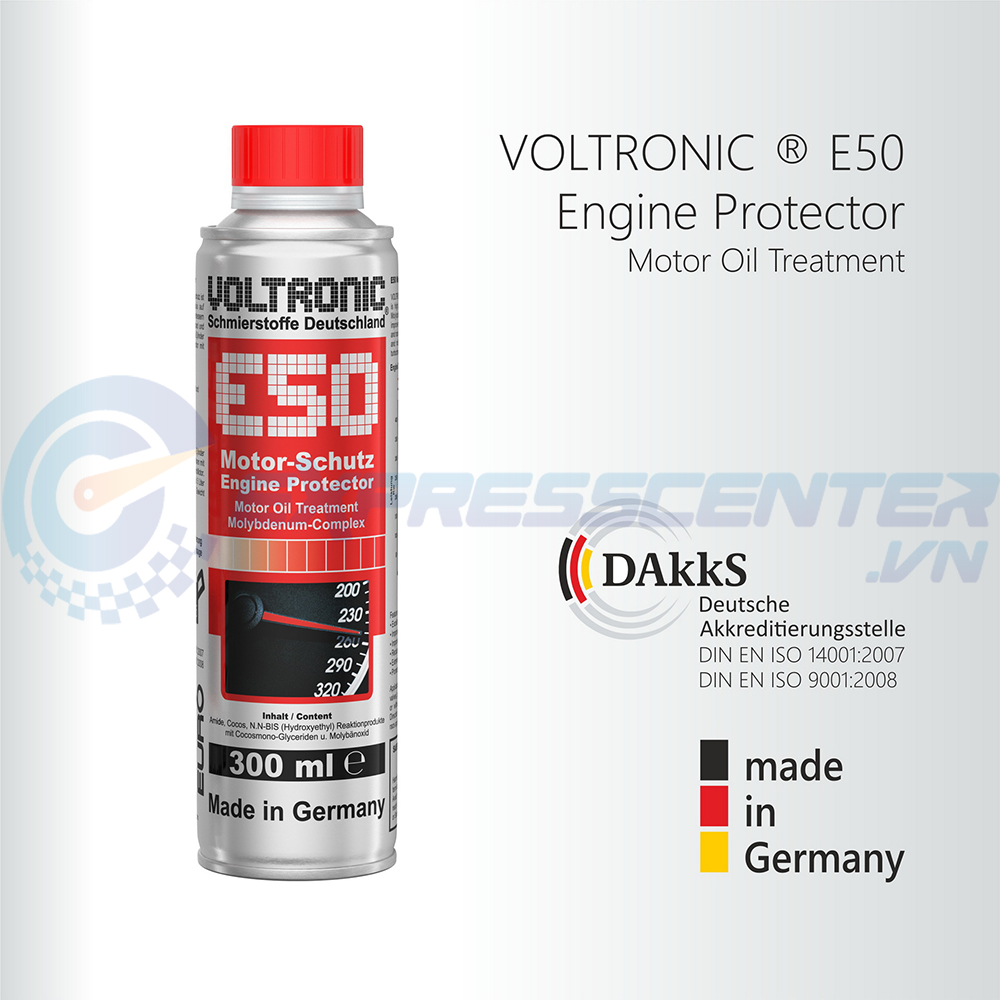 VOLTRONIC ® E50
Engine Protector
Motor Oil Treatment
VOLTRONIC®
Schmierstoffe Deutschland
E50
Motor-Schutz
Engine Protector
Motor Oil Treatment
Molybdenum-Complex
200
230
260
290
320
Inhalt / Content
Amide, Cocos, N.N-BIS (Hydroxyethyl) Reaktionprodukte
mit Cocosmono-Glyceriden u. Molybänoxid
300 ml ℮
Made in Germany
EURO
PRESSCENTER
.VN
DAkkS
Deutsche
Akkreditierungsstelle
DIN EN ISO 14001:2007
DIN EN ISO 9001:2008
made
in
Germany